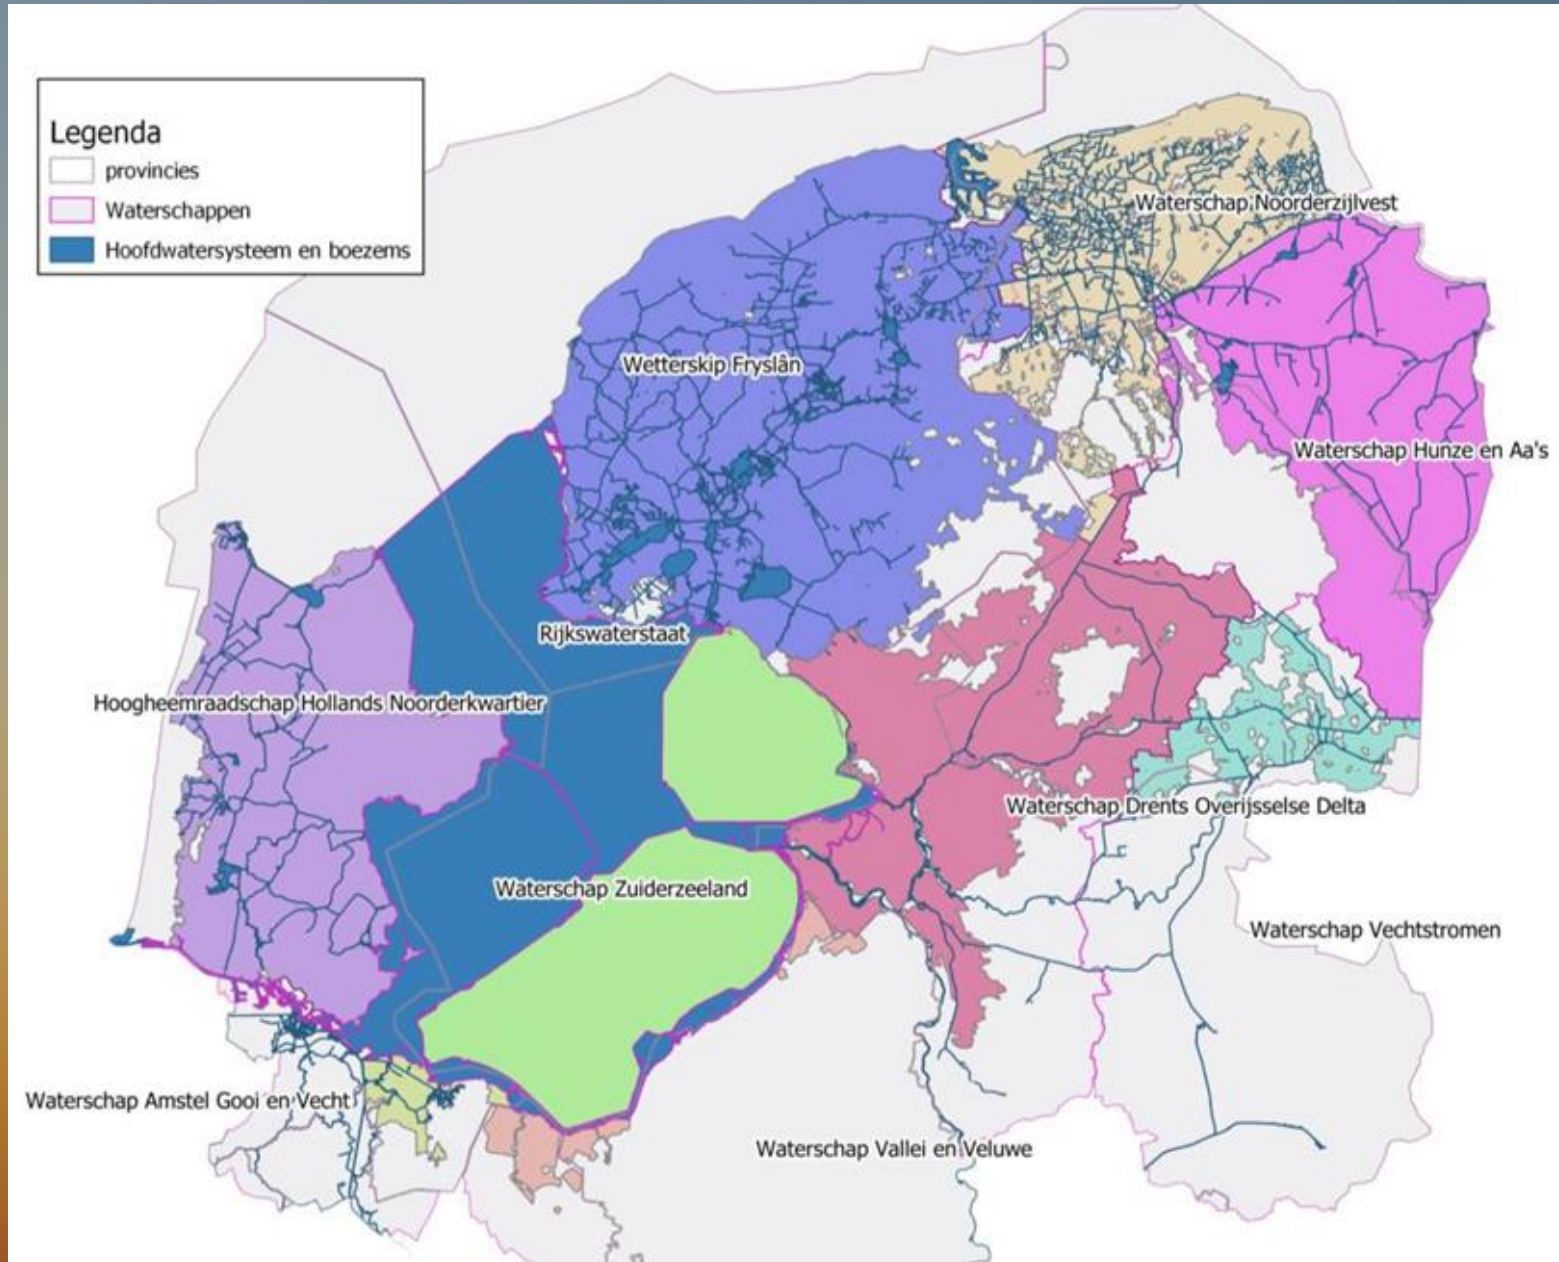 Legenda
provincies
Waterschappen
Hoofdwatersysteem en boezems
Waterschap Noorderzijlvest
Wetterskip Fryslân
Waterschap Hunze en Aa's
Rijkswaterstaat
Hoogheemraadschap Hollands Noorderkwartier
Waterschap Drents Overijsselse Delta
Waterschap Zuiderzeeland
Waterschap Vechtstromen
Waterschap Amstel Gooi en Vecht
Waterschap Vallei en Veluwe